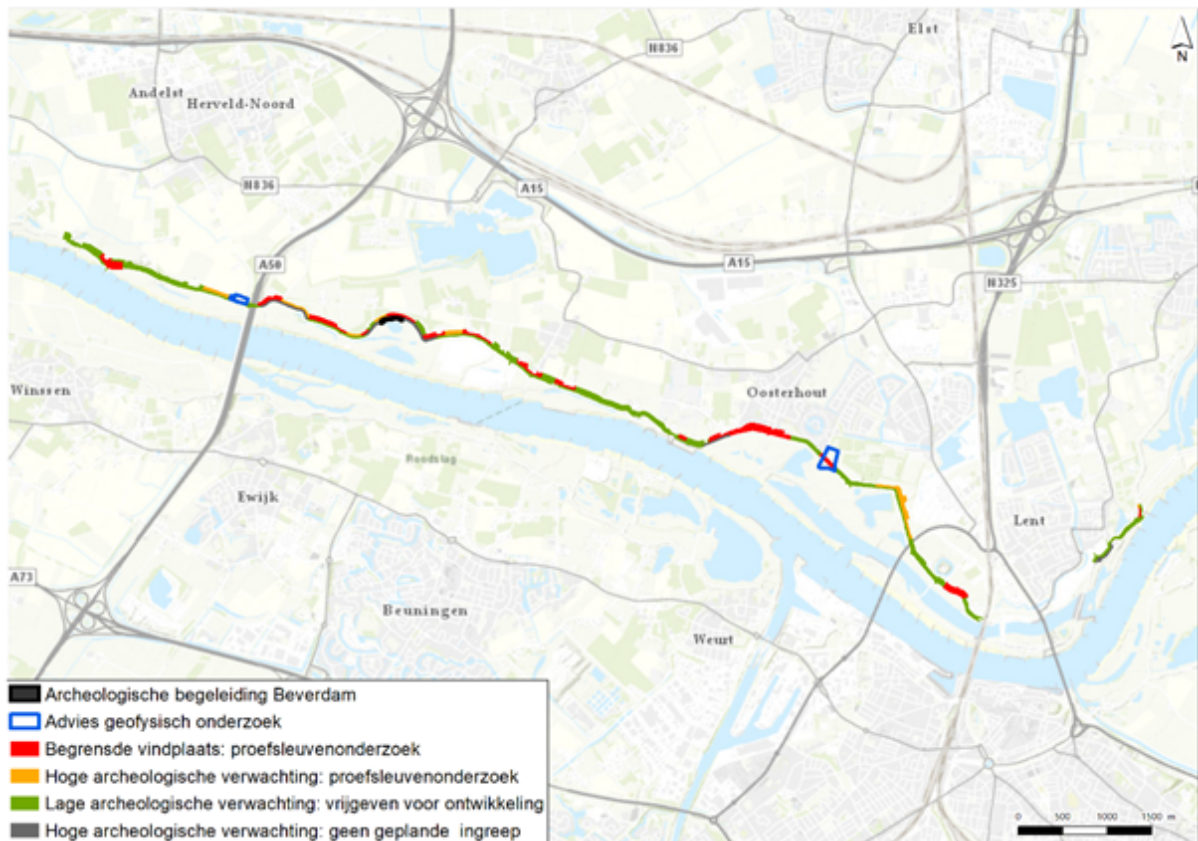 Elst
N836
N
Andelst
Herveld-Noord
N836
A15
A50
A15
N325
Winssen
Oosterhout
Roodslag
Ewijk
Lent
A73
Beuningen
Weurt
Archeologische begeleiding Beverdam
Advies geofysisch onderzoek
Begrensde vindplaats: proefsleuvenonderzoek
Hoge archeologische verwachting: proefsleuvenonderzoek
Lage archeologische verwachting: vrijgeven voor ontwikkeling
Hoge archeologische verwachting: geen geplande ingreep
0 500 1000 1500 m